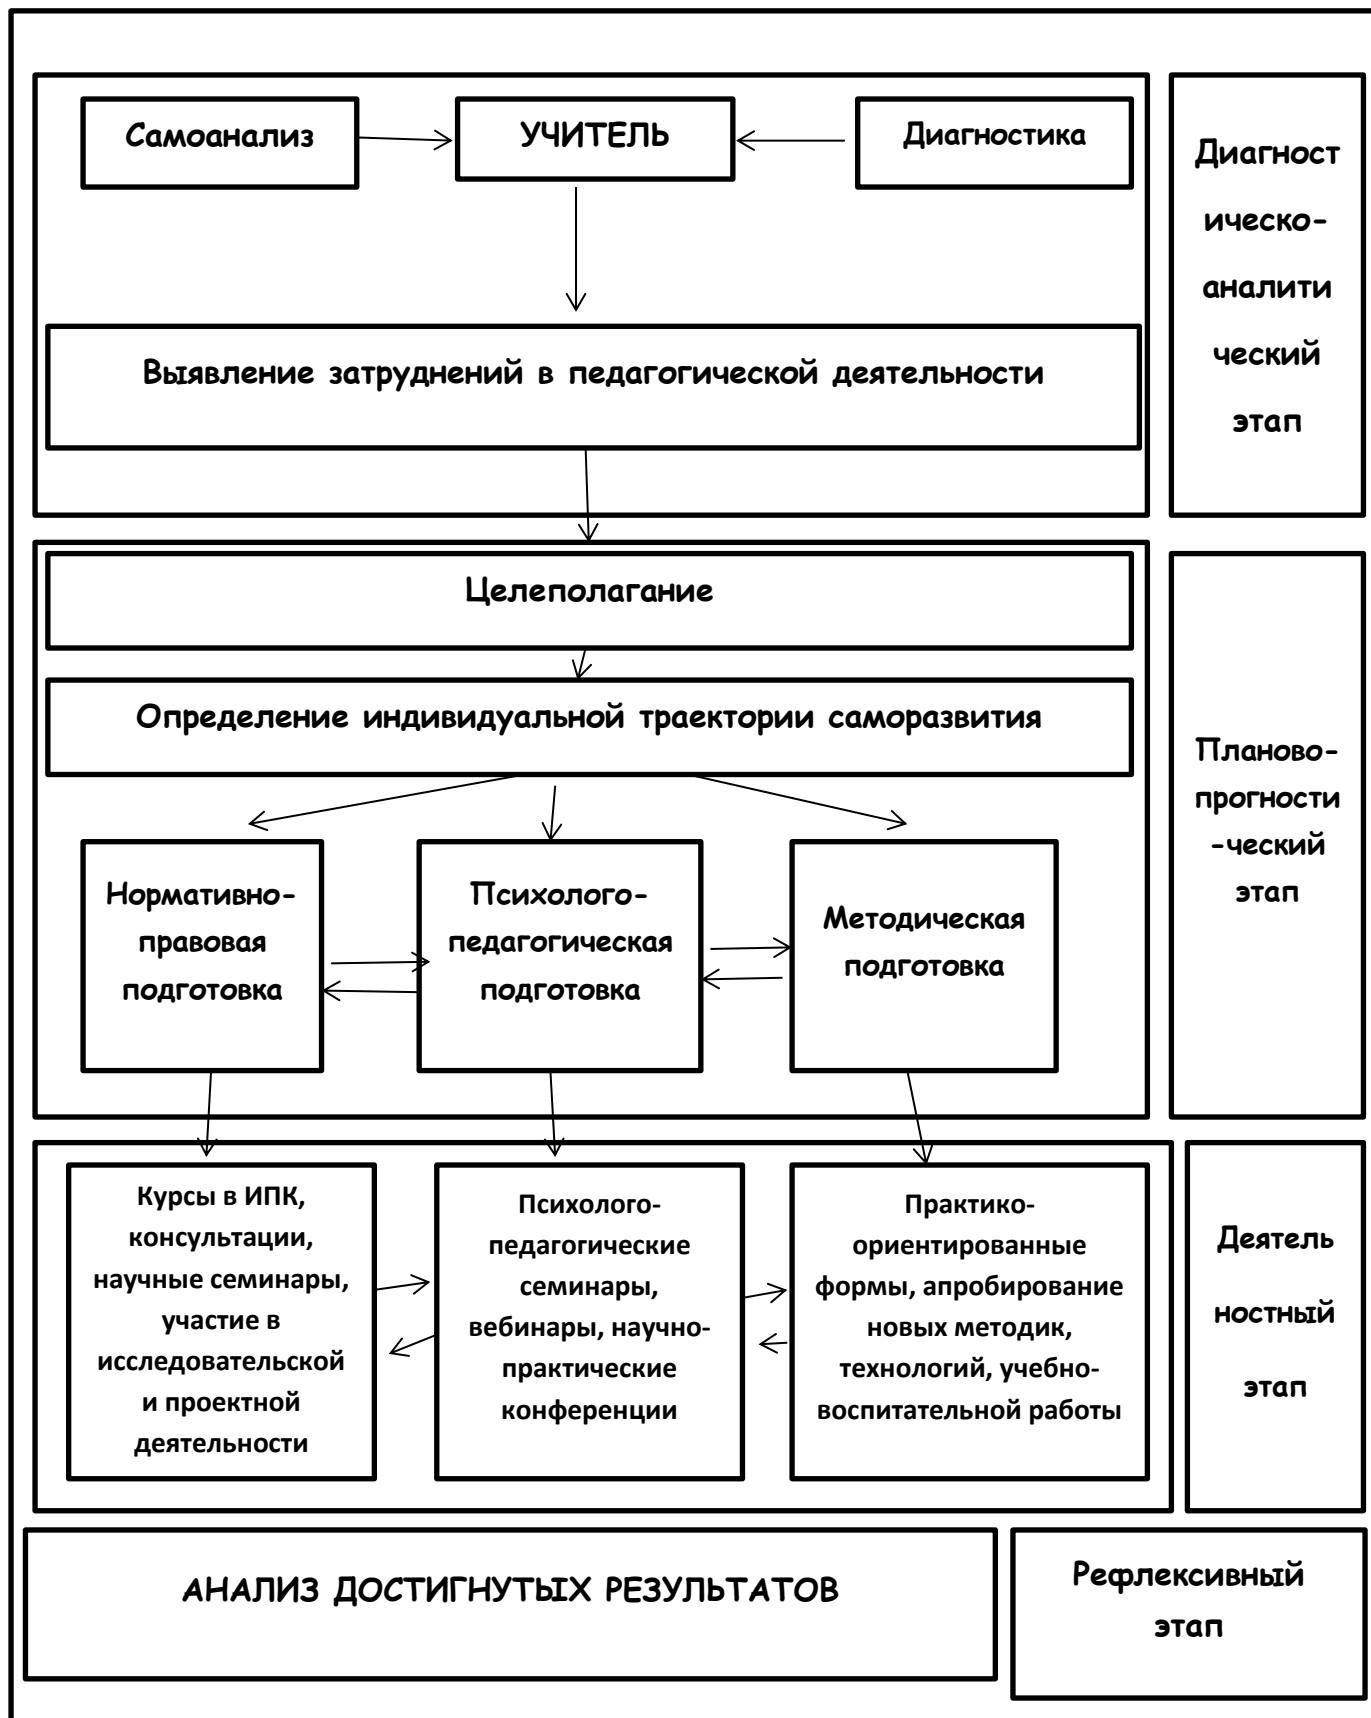 Самоанализ
УЧИТЕЛЬ
Диагностика
Выявление затруднений в педагогической деятельности
Диагност
ическо-
аналити
ческий
этап
Целеполагание
Определение индивидуальной траектории саморазвития
Нормативно-
правовая
подготовка
Психолого-
педагогическая
подготовка
Методическая
подготовка
Планово-
прогности
-ческий
этап
Курсы в ИПК,
консультации,
научные семинары,
участие в
исследовательской
и проектной
деятельности
Психолого-
педагогические
семинары,
вебинары, научно-
практические
конференции
Практико-
ориентированные
формы, апробирование
новых методик,
технологий, учебно-
воспитательной работы
Деятель
ностный
этап
АНАЛИЗ ДОСТИГНУТЫХ РЕЗУЛЬТАТОВ
Рефлексивный
этап